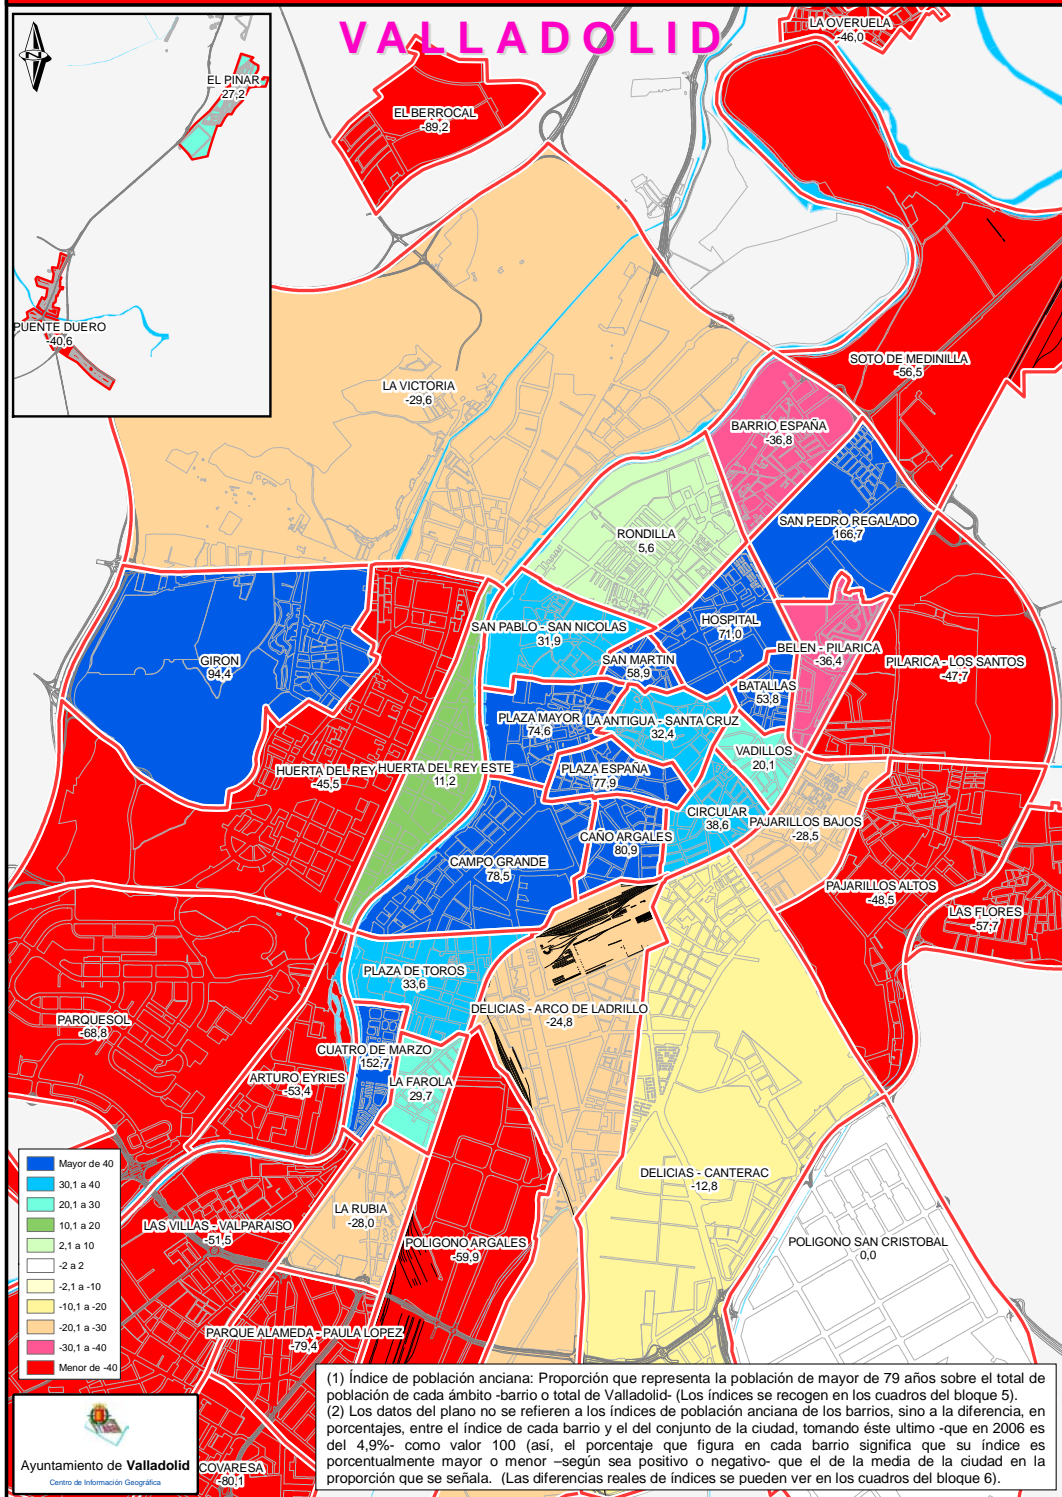 VALLADOLID
LA OVERUELA
-46,0
EL PINAR
27,2
EL BERROCAL
-89,2
N
PUENTE DUERO
-40,6
SOTO DE MEDINILLA
-56,5
LA VICTORIA
-29,6
BARRIO ESPAÑA
-36,8
SAN PEDRO REGALADO
166,7
RONDILLA
5,6
HOSPITAL
71,0
SAN PABLO - SAN NICOLAS
31,9
BELEN - PILARICA
-36,4
GIRON
94,4
SAN MARTIN
58,9
PILARICA - LOS SANTOS
-47,7
BATALLAS
53,8
PLAZA MAYOR
74,6
LA ANTIGUA - SANTA CRUZ
32,4
VADILLOS
20,1
HUERTA DEL REY
-45,5
HUERTA DEL REY ESTE
11,2
PLAZA ESPAÑA
77,9
CIRCULAR
38,6
PAJARILLOS BAJOS
-28,5
CAÑO ARGALES
80,9
CAMPO GRANDE
78,5
PAJARILLOS ALTOS
-48,5
LAS FLORES
-57,7
PLAZA DE TOROS
33,6
DELICIAS - ARCO DE LADRILLO
-24,8
PARQUESOL
-68,8
CUATRO DE MARZO
152,7
ARTURO EYRIES
-53,4
LA FAROLA
29,7
DELICIAS - CANTERAC
-12,8
LA RUBIA
-28,0
LAS VILLAS - VALPARAISO
-51,5
POLIGONO ARGALES
-59,9
POLIGONO SAN CRISTOBAL
0,0
PARQUE ALAMEDA - PAULA LOPEZ
-79,4
COVARESA
-80,1
Mayor de 40
30,1 a 40
20,1 a 30
10,1 a 20
2,1 a 10
-2 a 2
-2,1 a -10
-10,1 a -20
-20,1 a -30
-30,1 a -40
Menor de -40
Ayuntamiento de Valladolid
Centro de Información Geográfica
(1) Índice de población anciana: Proporción que representa la población de mayor de 79 años sobre el total de
población de cada ámbito -barrio o total de Valladolid- (Los índices se recogen en los cuadros del bloque 5).
(2) Los datos del plano no se refieren a los índices de población anciana de los barrios, sino a la diferencia, en
porcentajes, entre el índice de cada barrio y el del conjunto de la ciudad, tomando éste ultimo -que en 2006 es
del 4,9%- como valor 100 (así, el porcentaje que figura en cada barrio significa que su índice es
porcentualmente mayor o menor –según sea positivo o negativo- que el de la media de la ciudad en la
proporción que se señala. (Las diferencias reales de índices se pueden ver en los cuadros del bloque 6).